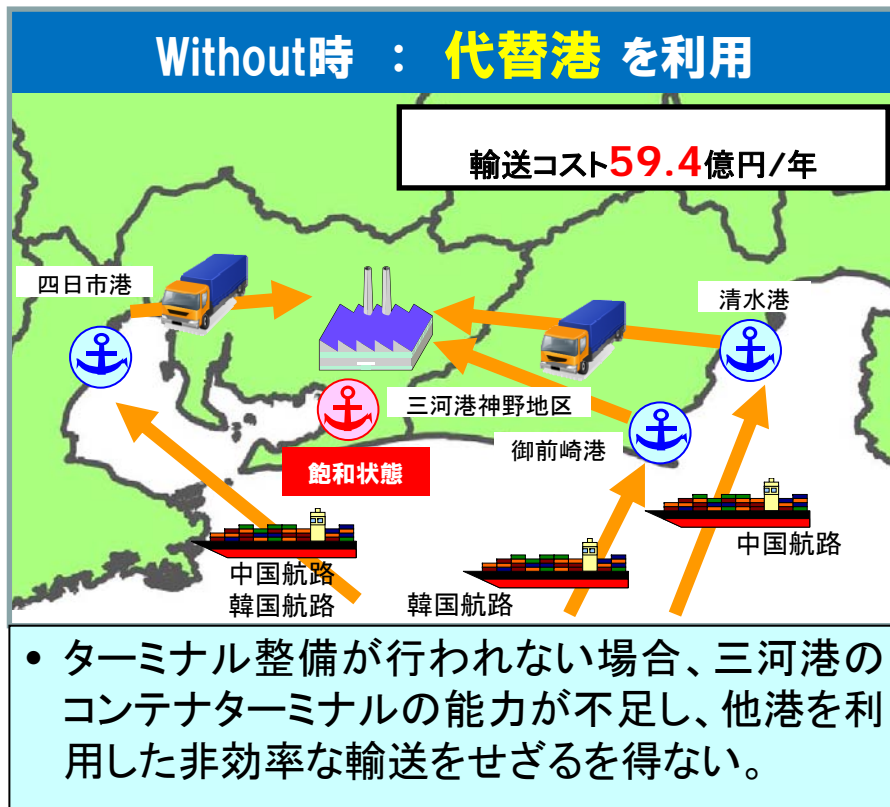 Without時 ： 代替港 を利用
輸送コスト59.4億円/年
四日市港
清水港
三河港神野地区
御前崎港
飽和状態
中国航路
中国航路
韓国航路
韓国航路
• ターミナル整備が行われない場合、三河港の
コンテナターミナルの能力が不足し、他港を利
用した非効率な輸送をせざるを得ない。